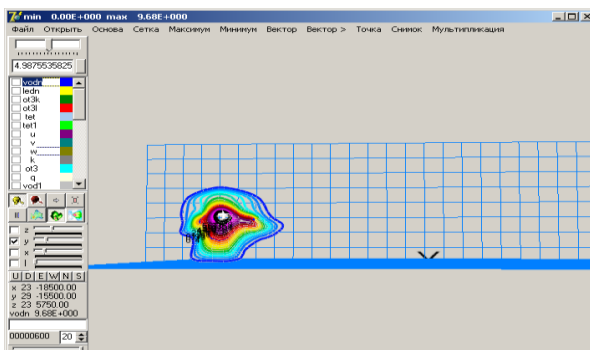 min 0.00E+000 max 9.68E+000
Файл Открыть Основа Сетка Максимум Минимум Вектор Вектор > Точка Снимок Мультипликация
4.9875535825
vodn
ledn
ot3k
ot3l
tet
tet1
u
v
w
k
ot3
q
vod1
z
y
x
l
U D E W N S
x 23 -18500.00
y 29 -15500.00
z 23 5750.00
vodn 9.68E+000
00000600 20